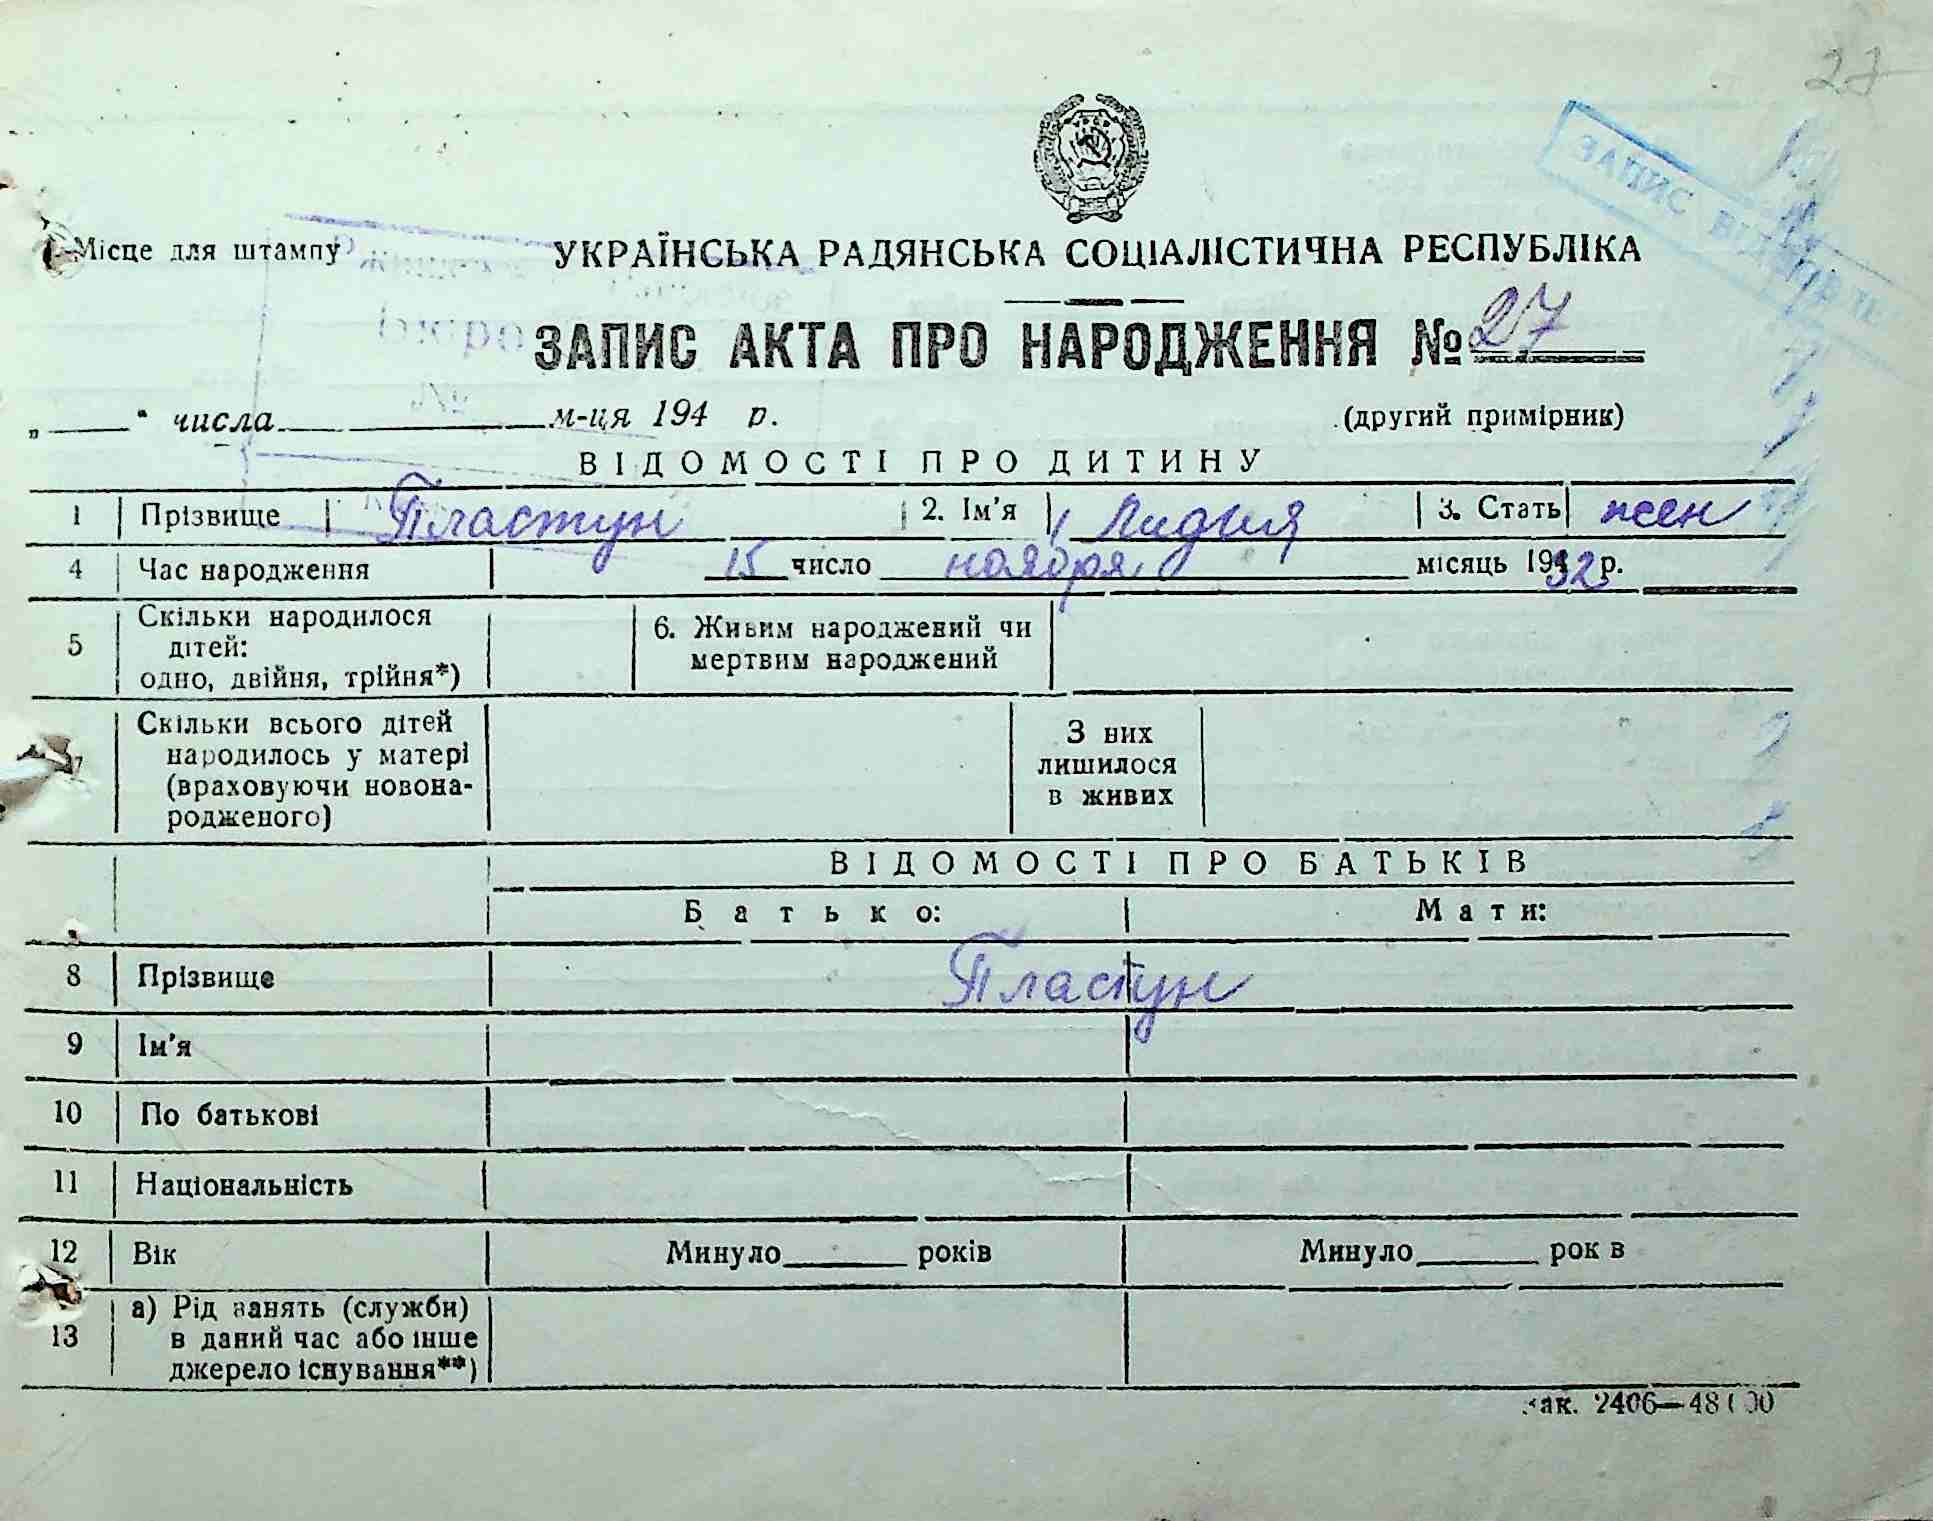 27
ЗАПИС ВІДНОВЛЕ
Місце для штампу
УКРАЇНСЬКА РАДЯНСЬКА СОЦІАЛІСТИЧНА РЕСПУБЛІКА
Бюро
ЗАПИС АКТА ПРО НАРОДЖЕННЯ № 27
№
„ “ числа м-ця 194 р. (другий примірник)
ВІДОМОСТІ ПРО ДИТИНУ
1 Прізвище Пластун 2. Ім'я Лидия 3. Стать жен
4 Час народження 15 число ноября місяць 1932 р.
5 Скільки народилося дітей: одно, двійня, трійня*) 6. Живим народжений чи мертвим народжений
Скільки всього дітей народилось у матері (враховуючи новонародженого) З них лишилося в живих
ВІДОМОСТІ ПРО БАТЬКІВ
Батько: Мати:
8 Прізвище Пластун
9 Ім'я
10 По батькові
11 Національність
12 Вік Минуло років Минуло рок в
13 а) Рід занять (служби) в даний час або інше джерело існування**)
зак. 2406—48